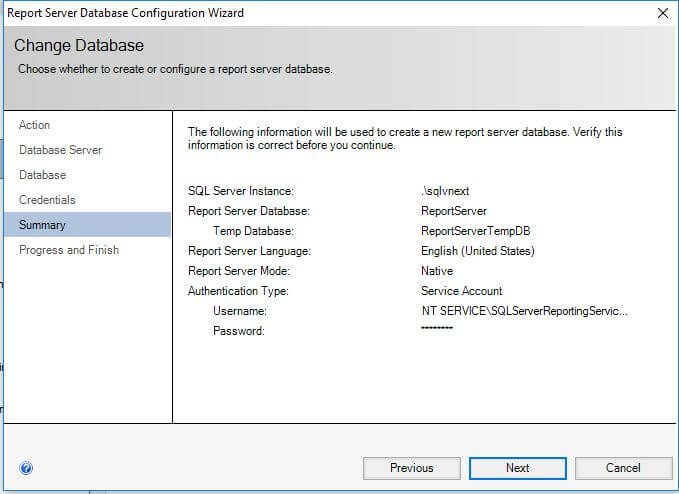 Report Server Database Configuration Wizard
Change Database
Choose whether to create or configure a report server database.
Action
Database Server
Database
Credentials
Summary
Progress and Finish
The following information will be used to create a new report server database. Verify this
information is correct before you continue.
SQL Server Instance: .\sqlvnext
Report Server Database: ReportServer
Temp Database: ReportServerTempDB
Report Server Language: English (United States)
Report Server Mode: Native
Authentication Type: Service Account
Username: NT SERVICE\SQLServerReportingServic...
Password: ********
Previous
Next
Cancel